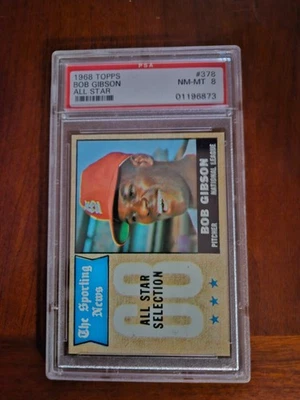 PSA
1968 TOPPS
BOB GIBSON
ALL STAR
#378
NM-MT 8
01196873
The Sporting
News
68
ALL STAR
SELECTION
BOB GIBSON
PITCHER
NATIONAL LEAGUE